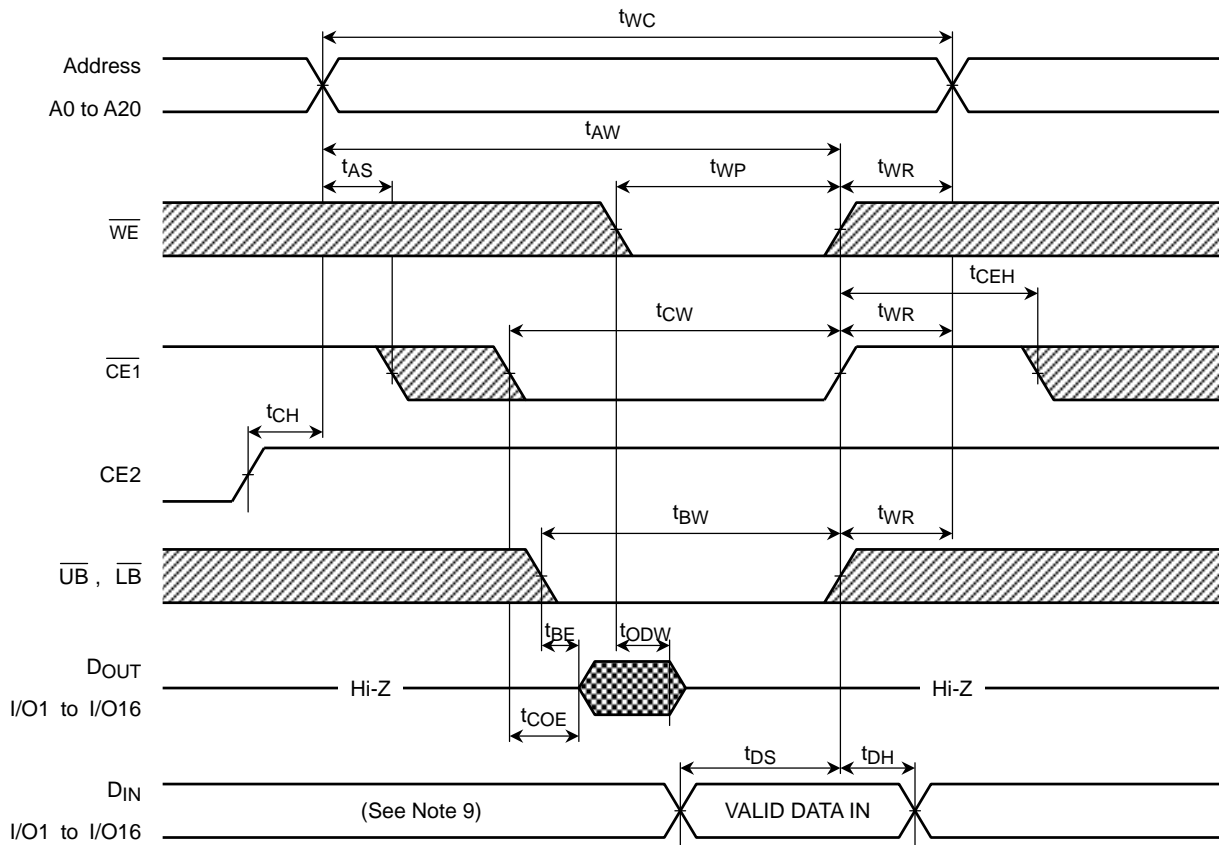 tWC
Address
A0 to A20
tAW
tAS
tWP
tWR
WE
tCEH
tCW
tWR
CE1
tCH
CE2
tBW
tWR
UB , LB
tBE
tODW
DOUT
I/O1 to I/O16
Hi-Z
Hi-Z
tCOE
tDS
tDH
DIN
I/O1 to I/O16
(See Note 9)
VALID DATA IN